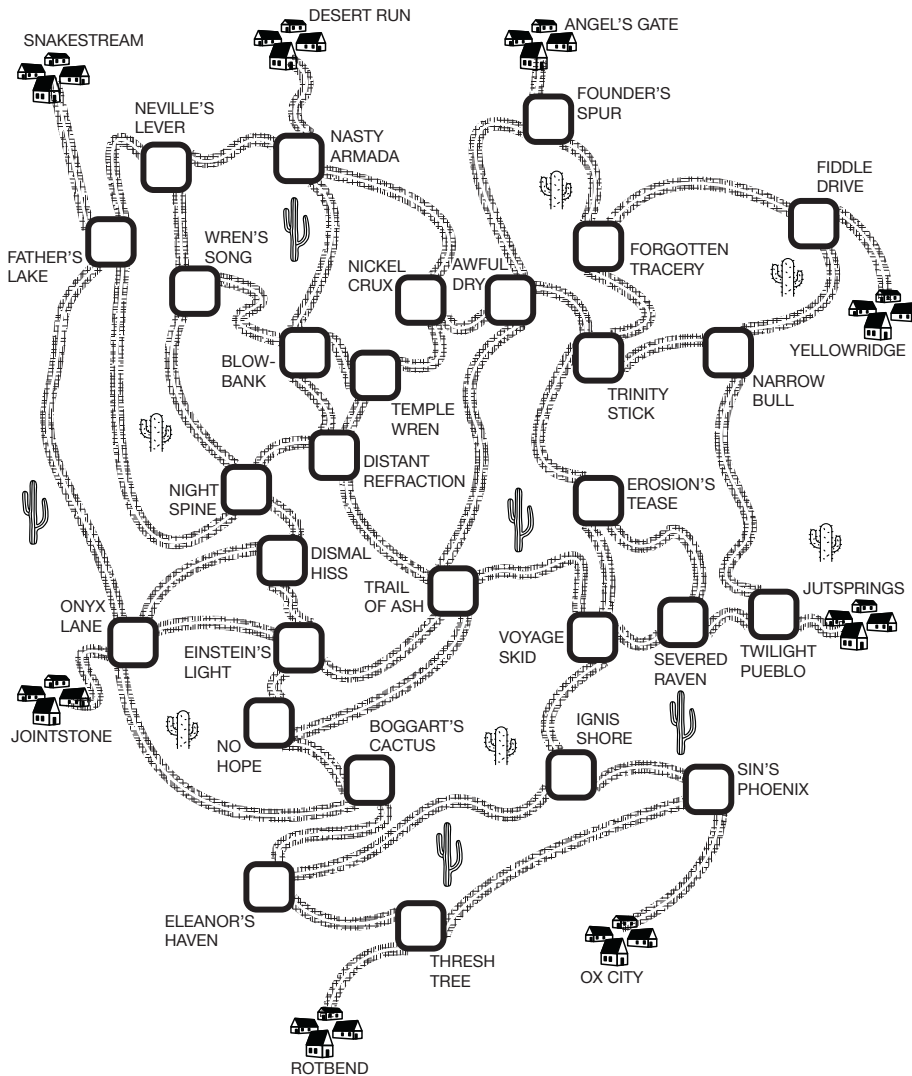 DESERT RUN
ANGEL'S GATE
SNAKESTREAM
NEVILLE'S
LEVER
NASTY
ARMADA
FOUNDER'S
SPUR
FIDDLE
DRIVE
FATHER'S
LAKE
WREN'S
SONG
NICKEL
CRUX
AWFUL
DRY
FORGOTTEN
TRACERY
YELLOWRIDGE
BLOW-
BANK
TEMPLE
WREN
TRINITY
STICK
NARROW
BULL
DISTANT
REFRACTION
NIGHT
SPINE
EROSION'S
TEASE
DISMAL
HISS
TRAIL
OF ASH
JUTSPRINGS
ONYX
LANE
EINSTEIN'S
LIGHT
VOYAGE
SKID
SEVERED
RAVEN
TWILIGHT
PUEBLO
JOINTSTONE
NO
HOPE
BOGGART'S
CACTUS
IGNIS
SHORE
SIN'S
PHOENIX
ELEANOR'S
HAVEN
THRESH
TREE
OX CITY
ROTBEND